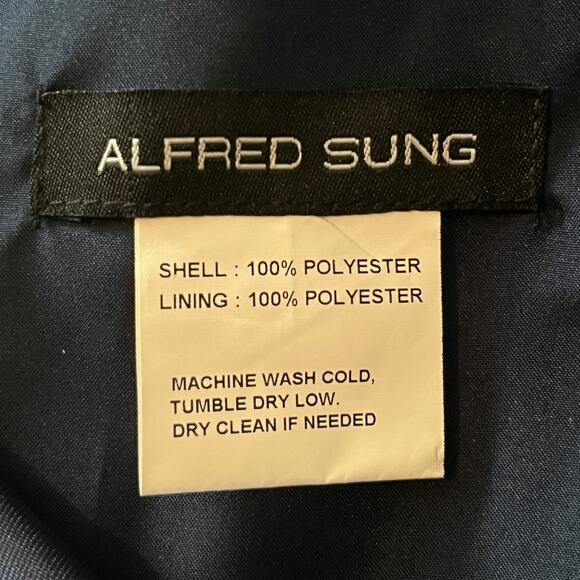 ALFRED SUNG
SHELL : 100% POLYESTER
LINING : 100% POLYESTER
MACHINE WASH COLD,
TUMBLE DRY LOW.
DRY CLEAN IF NEEDED